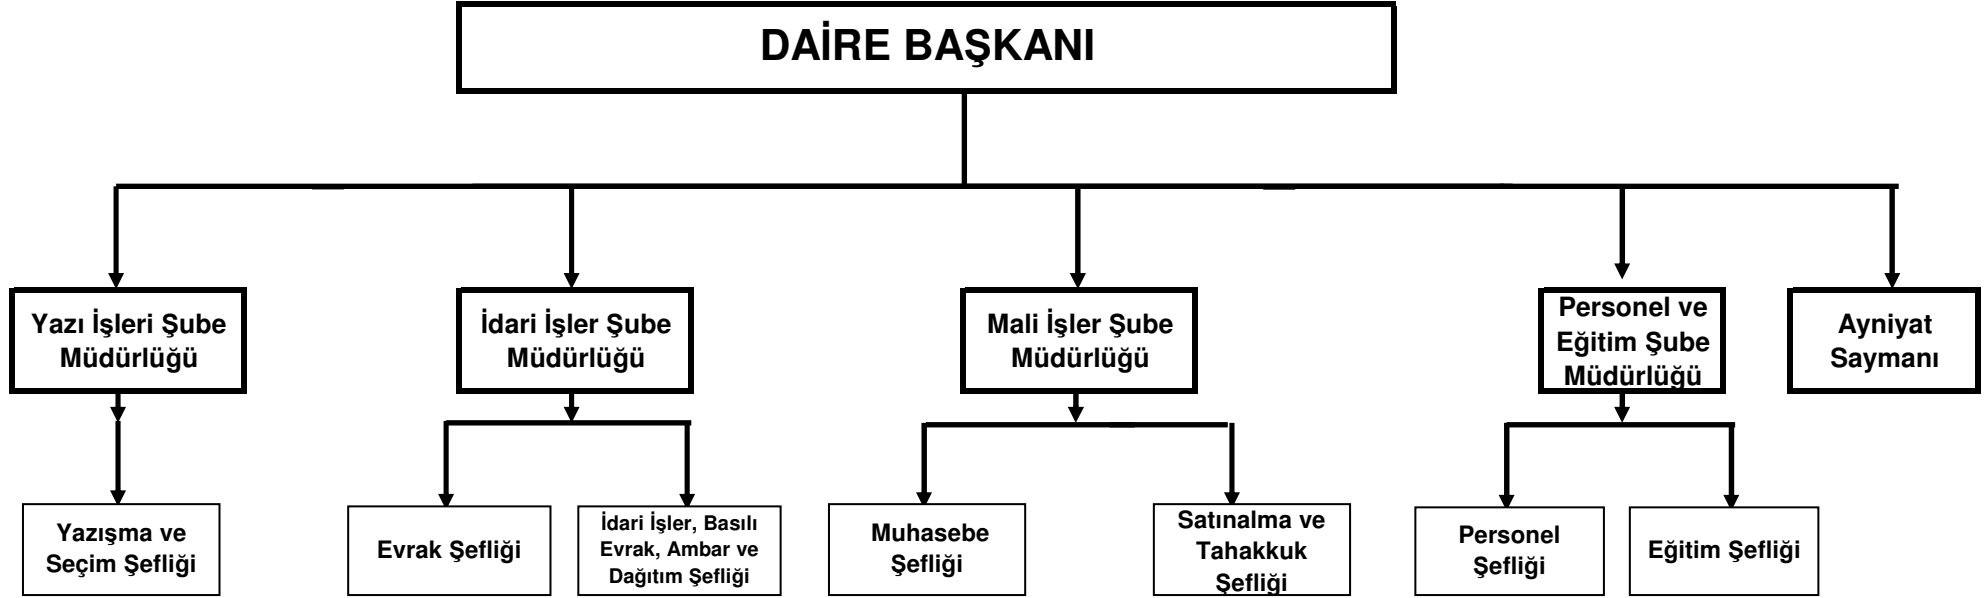 DAİRE BAŞKANI
Yazı İşleri Şube
Müdürlüğü
İdari İşler Şube
Müdürlüğü
Mali İşler Şube
Müdürlüğü
Personel ve
Eğitim Şube
Müdürlüğü
Ayniyat
Saymanı
Yazışma ve
Seçim Şefliği
Evrak Şefliği
İdari İşler, Basılı
Evrak, Ambar ve
Dağıtım Şefliği
Muhasebe
Şefliği
Satınalma ve
Tahakkuk
Şefliği
Personel
Şefliği
Eğitim Şefliği